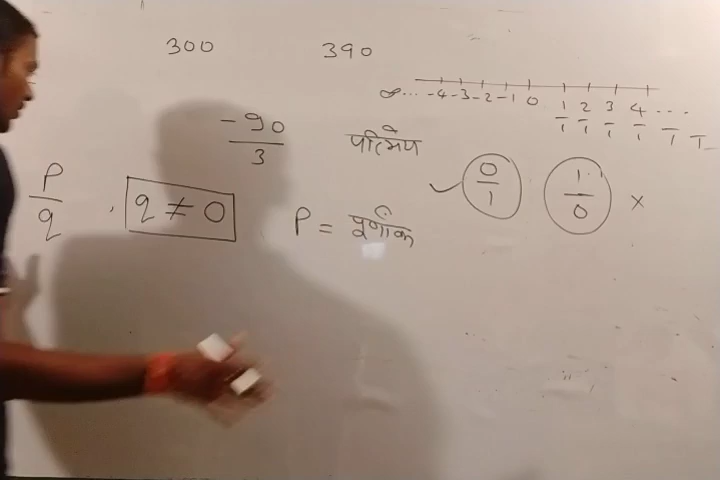 300 390
∞... -4 -3 -2 -1 0 1/1 2/1 3/1 4/1 ...
-90/3 परिमेय 0/1 1/0 ×
P/q , q ≠ 0 P = पूर्णांक